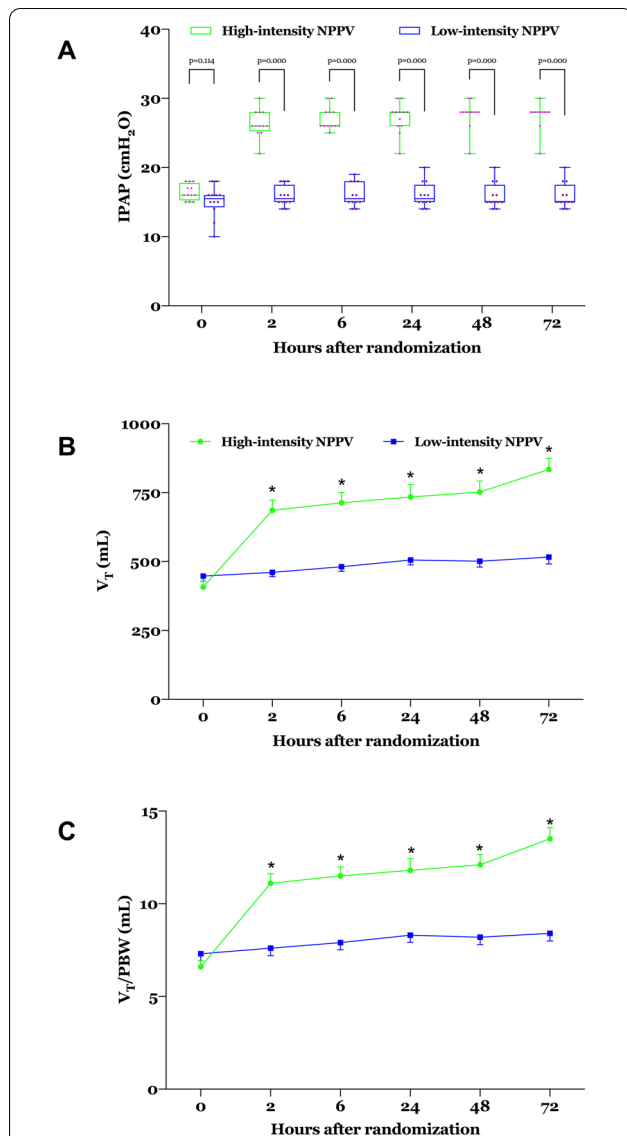 A
High-intensity NPPV Low-intensity NPPV
p=0.114 p=0.000 p=0.000 p=0.000 p=0.000 p=0.000
40
30
20
10
0
IPAP (cmH₂O)
0 2 6 24 48 72
Hours after randomization
B
High-intensity NPPV Low-intensity NPPV
1000
750
500
250
0
V_T (mL)
* * * * *
0 2 6 24 48 72
Hours after randomization
C
15
10
5
0
V_T/PBW (mL)
* * * * *
0 2 6 24 48 72
Hours after randomization